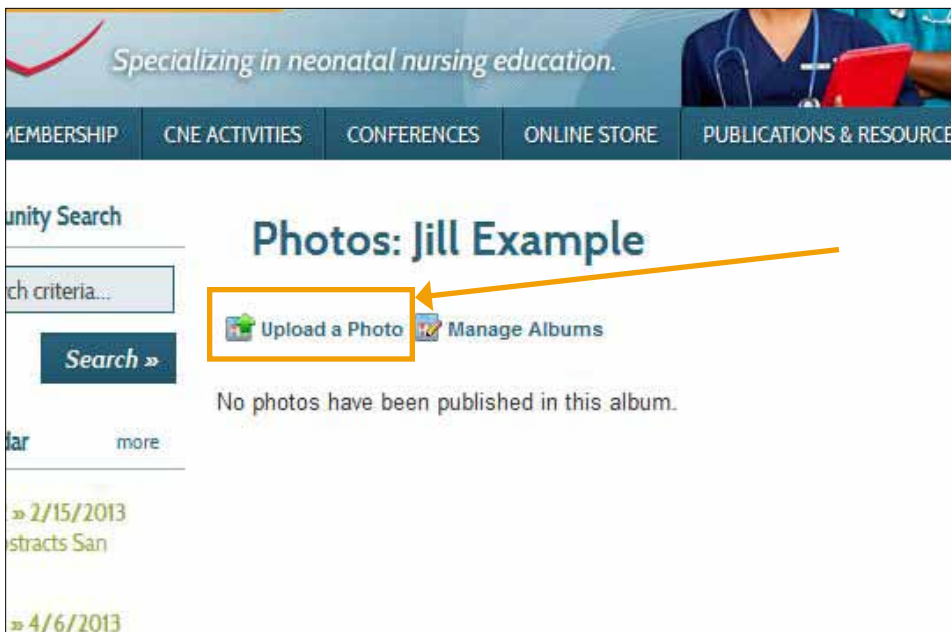 Specializing in neonatal nursing education.
MEMBERSHIP CNE ACTIVITIES CONFERENCES ONLINE STORE PUBLICATIONS & RESOURCE
unity Search
Photos: Jill Example
ch criteria...
Upload a Photo Manage Albums
Search »
No photos have been published in this album.
dar more
» 2/15/2013
stracts San
» 4/6/2013